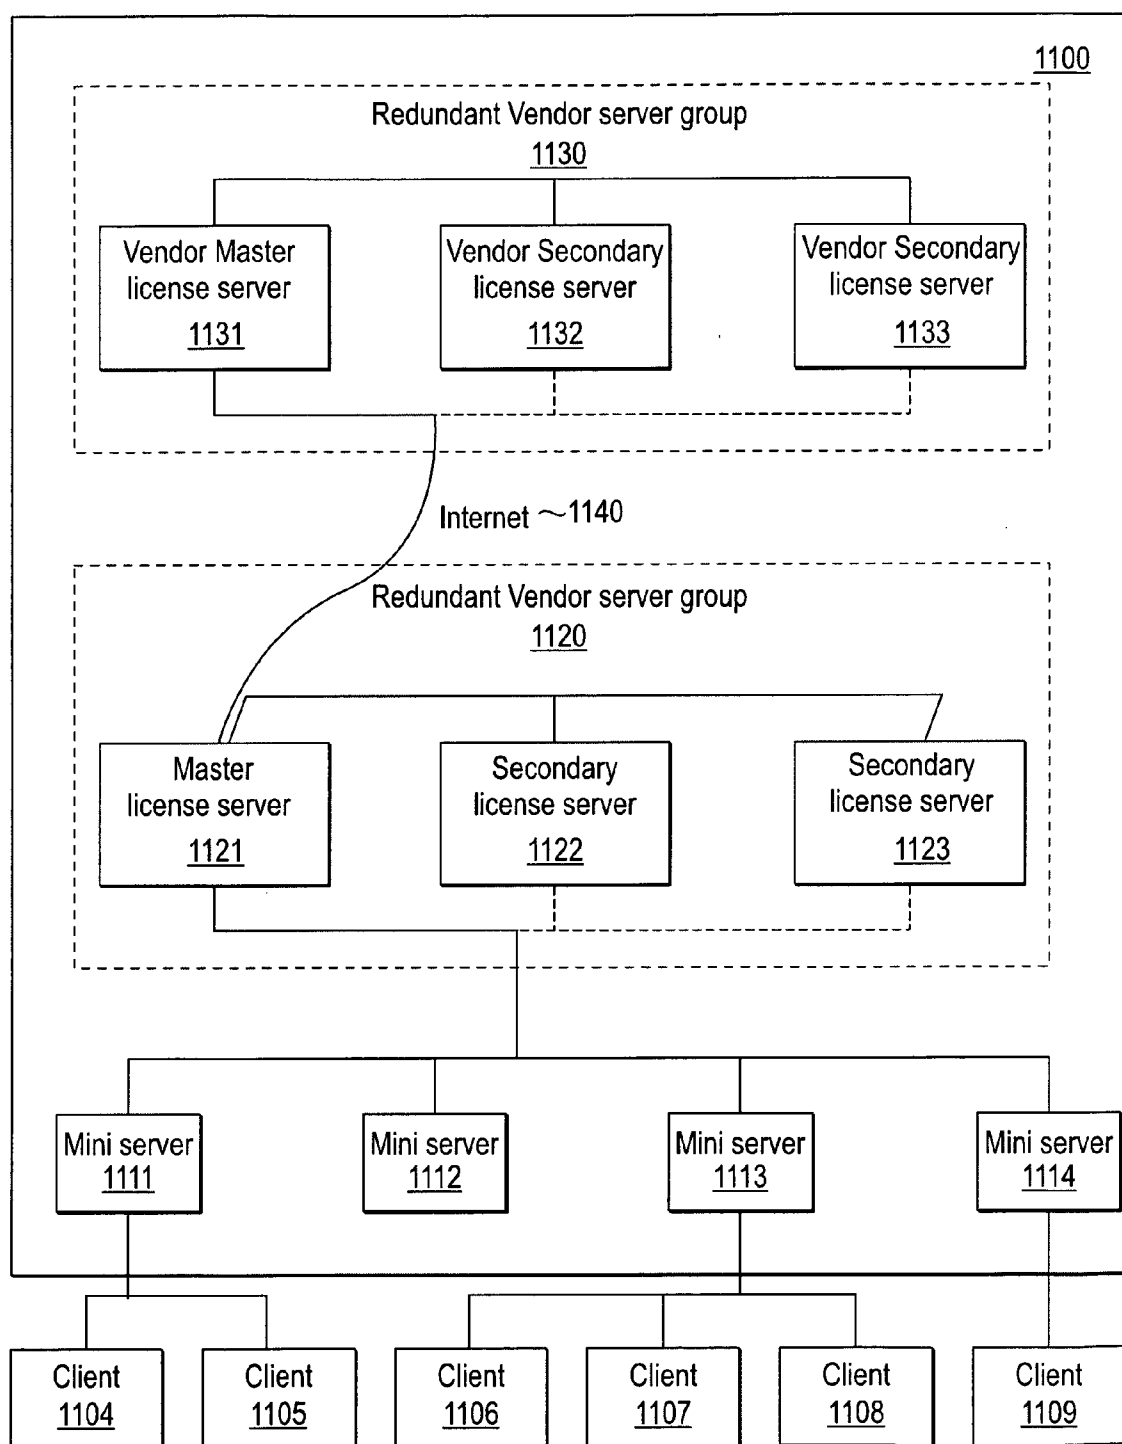 1100
Redundant Vendor server group
1130
Vendor Master
license server
1131
Vendor Secondary
license server
1132
Vendor Secondary
license server
1133
Internet ~1140
Redundant Vendor server group
1120
Master
license server
1121
Secondary
license server
1122
Secondary
license server
1123
Mini server
1111
Mini server
1112
Mini server
1113
Mini server
1114
Client
1104
Client
1105
Client
1106
Client
1107
Client
1108
Client
1109